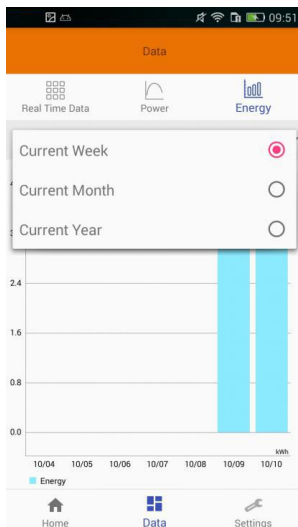 09:51
Data
Real Time Data Power Energy
Current Week
Current Month
Current Year
2.4
1.6
0.8
0.0
kWh
10/04 10/05 10/06 10/07 10/08 10/09 10/10
Energy
Home Data Settings